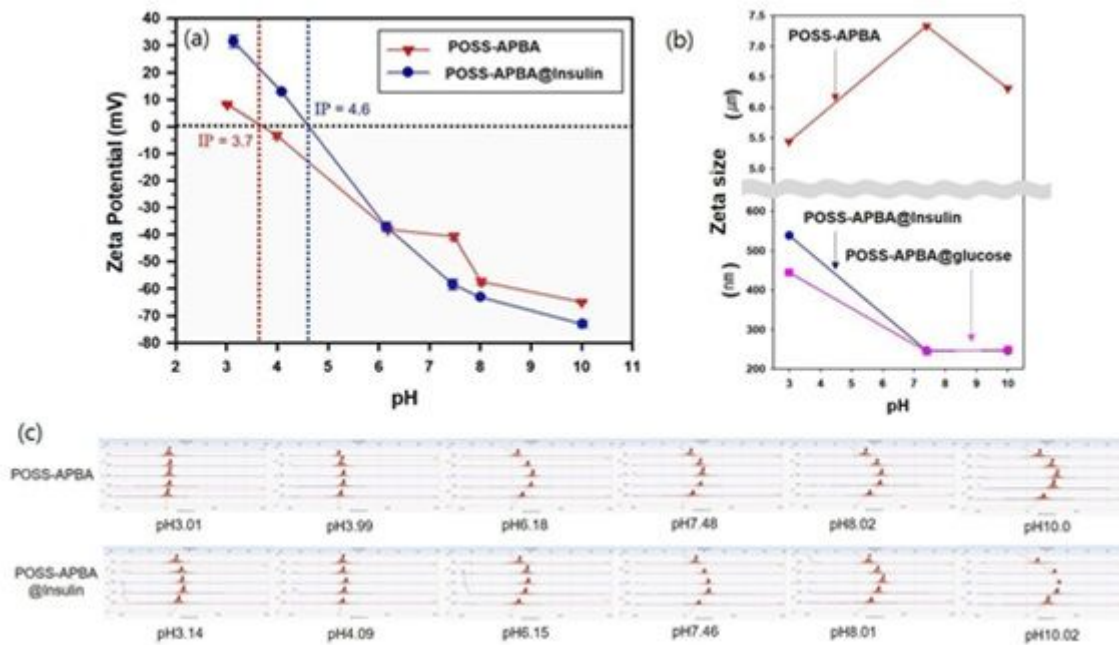 (a)
POSS-APBA
POSS-APBA@Insulin
IP = 3.7
IP = 4.6
Zeta Potential (mV)
40
30
20
10
0
-10
-20
-30
-40
-50
-60
-70
-80
2 3 4 5 6 7 8 9 10 11
pH
(b)
POSS-APBA
POSS-APBA@Insulin
POSS-APBA@glucose
Zeta size
(㎛)
(㎚)
7.5
7.0
6.5
6.0
5.5
5.0
600
500
400
300
200
3 4 5 6 7 8 9 10
pH
(c)
POSS-APBA
pH3.01 pH3.99 pH6.18 pH7.48 pH8.02 pH10.0
POSS-APBA
@Insulin
pH3.14 pH4.09 pH6.15 pH7.46 pH8.01 pH10.02